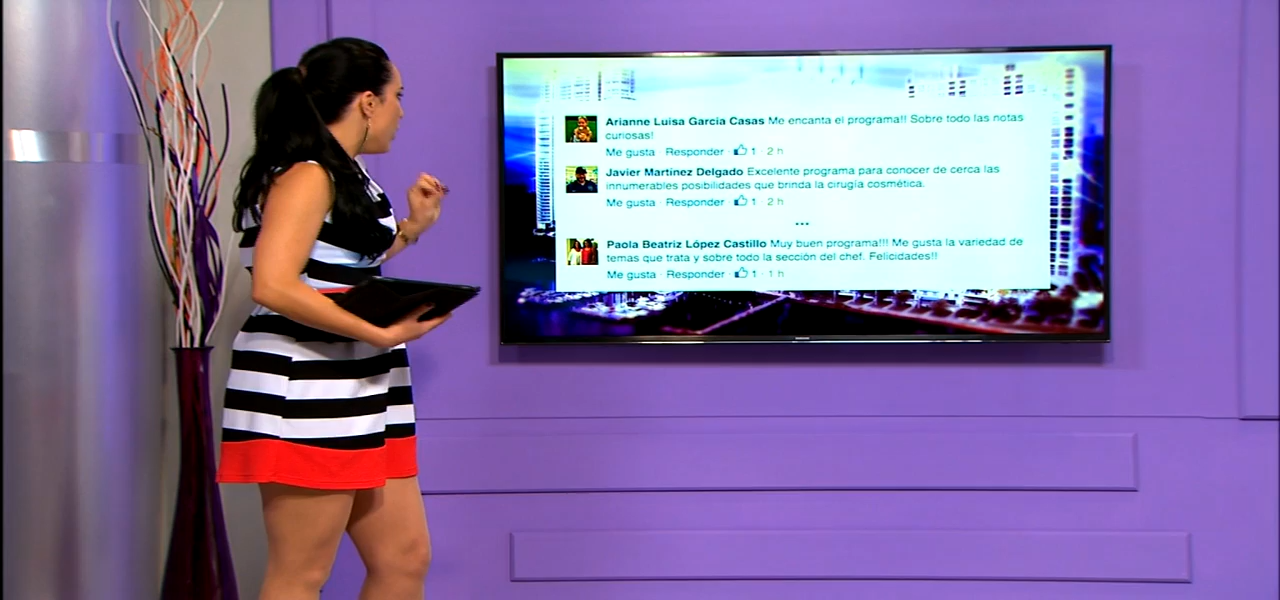 Arianne Luisa Garcia Casas Me encanta el programa!! Sobre todo las notas
curiosas!
Me gusta · Responder · 1 · 2 h
Javier Martínez Delgado Excelente programa para conocer de cerca las
innumerables posibilidades que brinda la cirugía cosmética.
Me gusta · Responder · 1 · 2 h
...
Paola Beatriz López Castillo Muy buen programa!!! Me gusta la variedad de
temas que trata y sobre todo la sección del chef. Felicidades!!
Me gusta · Responder · 1 · 1 h